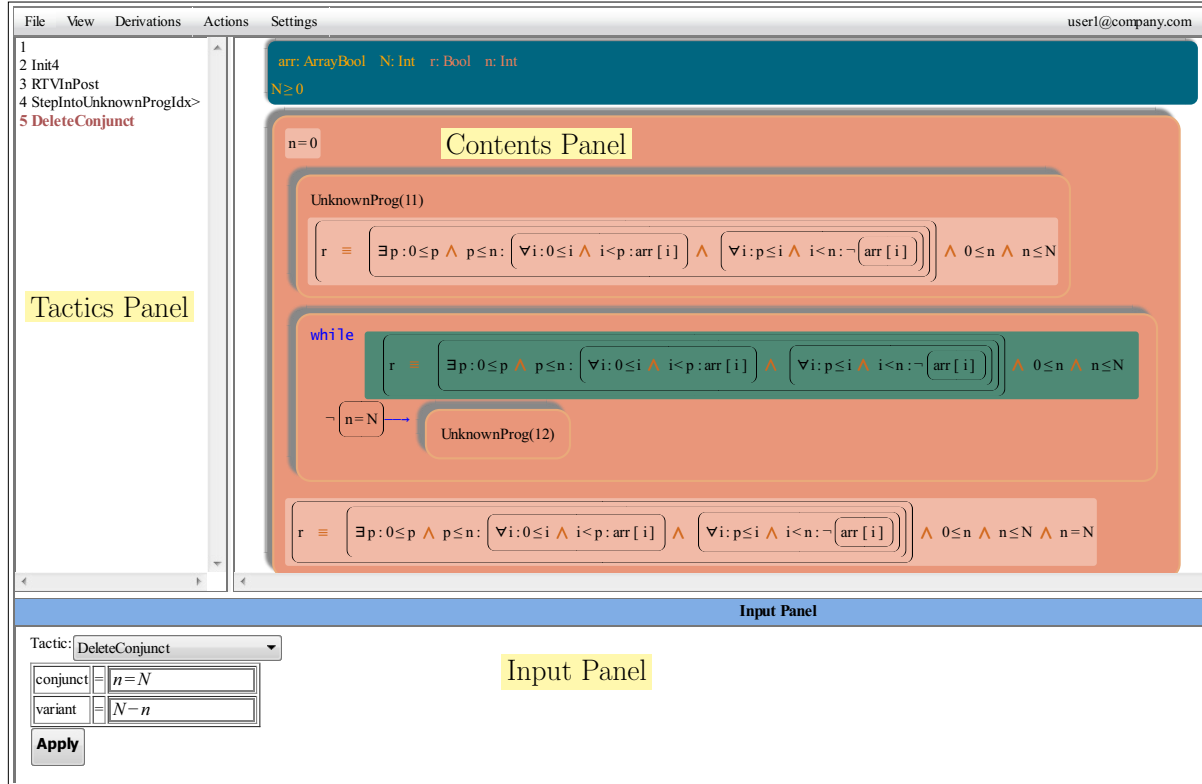 File View Derivations Actions Settings user1@company.com
1
2 Init4
3 RTVInPost
4 StepIntoUnknownProgIdx>
5 DeleteConjunct
Tactics Panel
arr: ArrayBool N: Int r: Bool n: Int
N≥0
n=0
Contents Panel
UnknownProg(11)
r ≡ ∃p:0≤p ∧ p≤n: ∀i:0≤i ∧ i<p:arr[i] ∧ ∀i:p≤i ∧ i<n:¬ arr[i] ∧ 0≤n ∧ n≤N
while
r ≡ ∃p:0≤p ∧ p≤n: ∀i:0≤i ∧ i<p:arr[i] ∧ ∀i:p≤i ∧ i<n:¬ arr[i] ∧ 0≤n ∧ n≤N
¬ n=N → UnknownProg(12)
r ≡ ∃p:0≤p ∧ p≤n: ∀i:0≤i ∧ i<p:arr[i] ∧ ∀i:p≤i ∧ i<n:¬ arr[i] ∧ 0≤n ∧ n≤N ∧ n=N
Input Panel
Tactic: DeleteConjunct
conjunct = n=N
variant = N−n
Apply
Input Panel